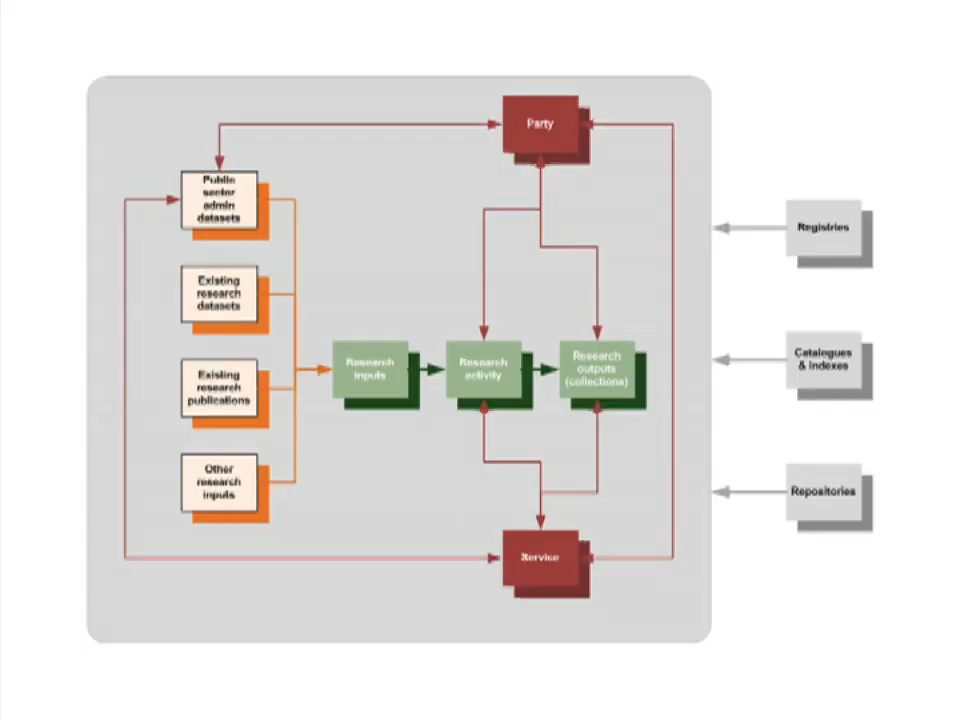 Party
Public
sector
admin
datasets
Existing
research
datasets
Existing
research
publications
Other
research
inputs
Research
inputs
Research
activity
Research
outputs
(collections)
Service
Registries
Catalogues
& indexes
Repositories